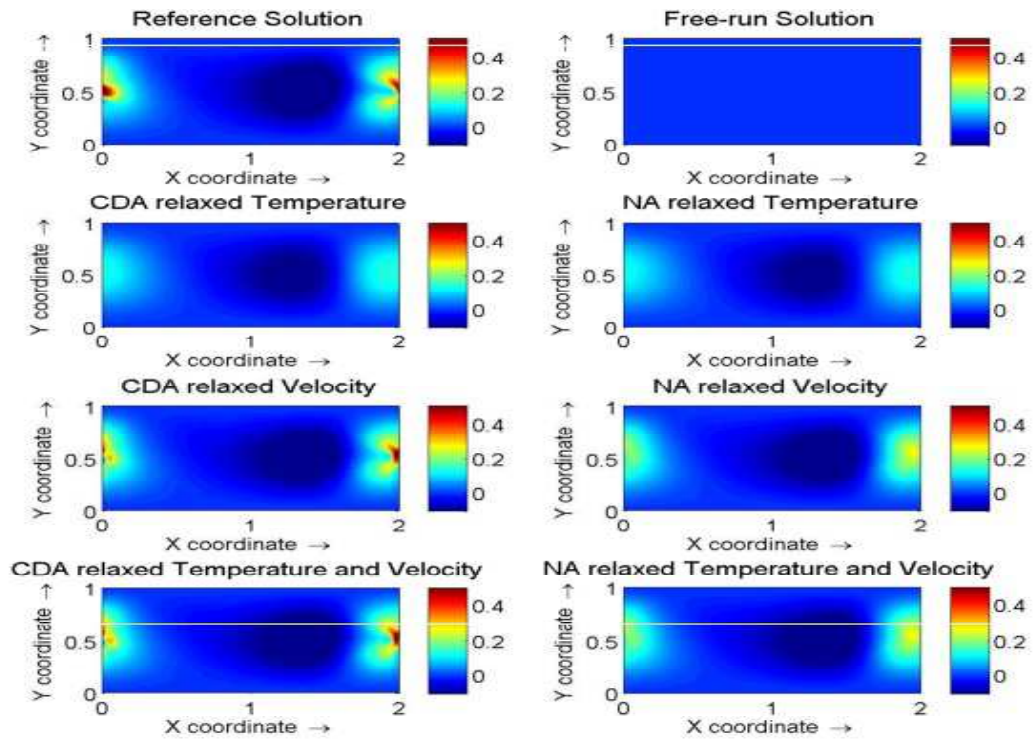 Reference Solution
Y coordinate →
1
0.5
0
0 1 2
X coordinate →
0.4
0.2
0
Free-run Solution
Y coordinate →
1
0.5
0
0 1 2
X coordinate →
0.4
0.2
0
CDA relaxed Temperature
Y coordinate →
1
0.5
0
0 1 2
X coordinate →
0.4
0.2
0
NA relaxed Temperature
Y coordinate →
1
0.5
0
0 1 2
X coordinate →
0.4
0.2
0
CDA relaxed Velocity
Y coordinate →
1
0.5
0
0 1 2
X coordinate →
0.4
0.2
0
NA relaxed Velocity
Y coordinate →
1
0.5
0
0 1 2
X coordinate →
0.4
0.2
0
CDA relaxed Temperature and Velocity
Y coordinate →
1
0.5
0
0 1 2
X coordinate →
0.4
0.2
0
NA relaxed Temperature and Velocity
Y coordinate →
1
0.5
0
0 1 2
X coordinate →
0.4
0.2
0